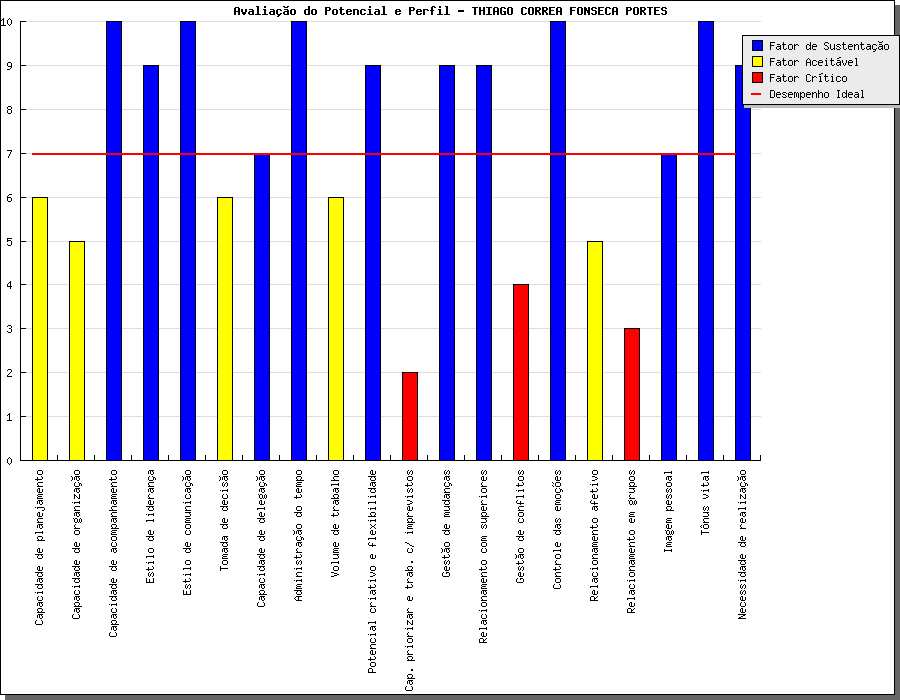 Avaliação do Potencial e Perfil - THIAGO CORREA FONSECA PORTES
Fator de Sustentação
Fator Aceitável
Fator Crítico
Desempenho Ideal
10
9
8
7
6
5
4
3
2
1
0
Capacidade de planejamento
Capacidade de organização
Capacidade de acompanhamento
Estilo de liderança
Estilo de comunicação
Tomada de decisão
Capacidade de delegação
Administração do tempo
Volume de trabalho
Potencial criativo e flexibilidade
Cap. priorizar e trab. c/ imprevistos
Gestão de mudanças
Relacionamento com superiores
Gestão de conflitos
Controle das emoções
Relacionamento afetivo
Relacionamento em grupos
Imagem pessoal
Tônus vital
Necessidade de realização